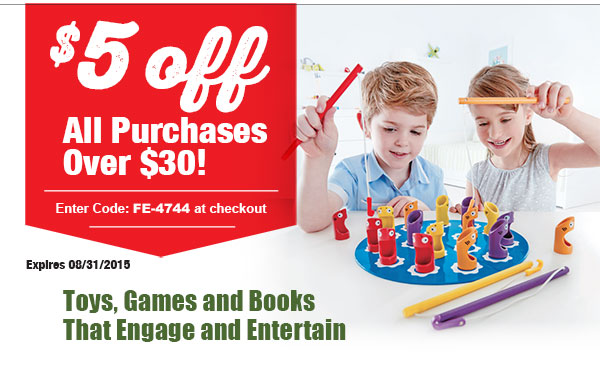 $5 off
All Purchases
Over $30!
Enter Code: FE-4744 at checkout
Expires 08/31/2015
Toys, Games and Books
That Engage and Entertain